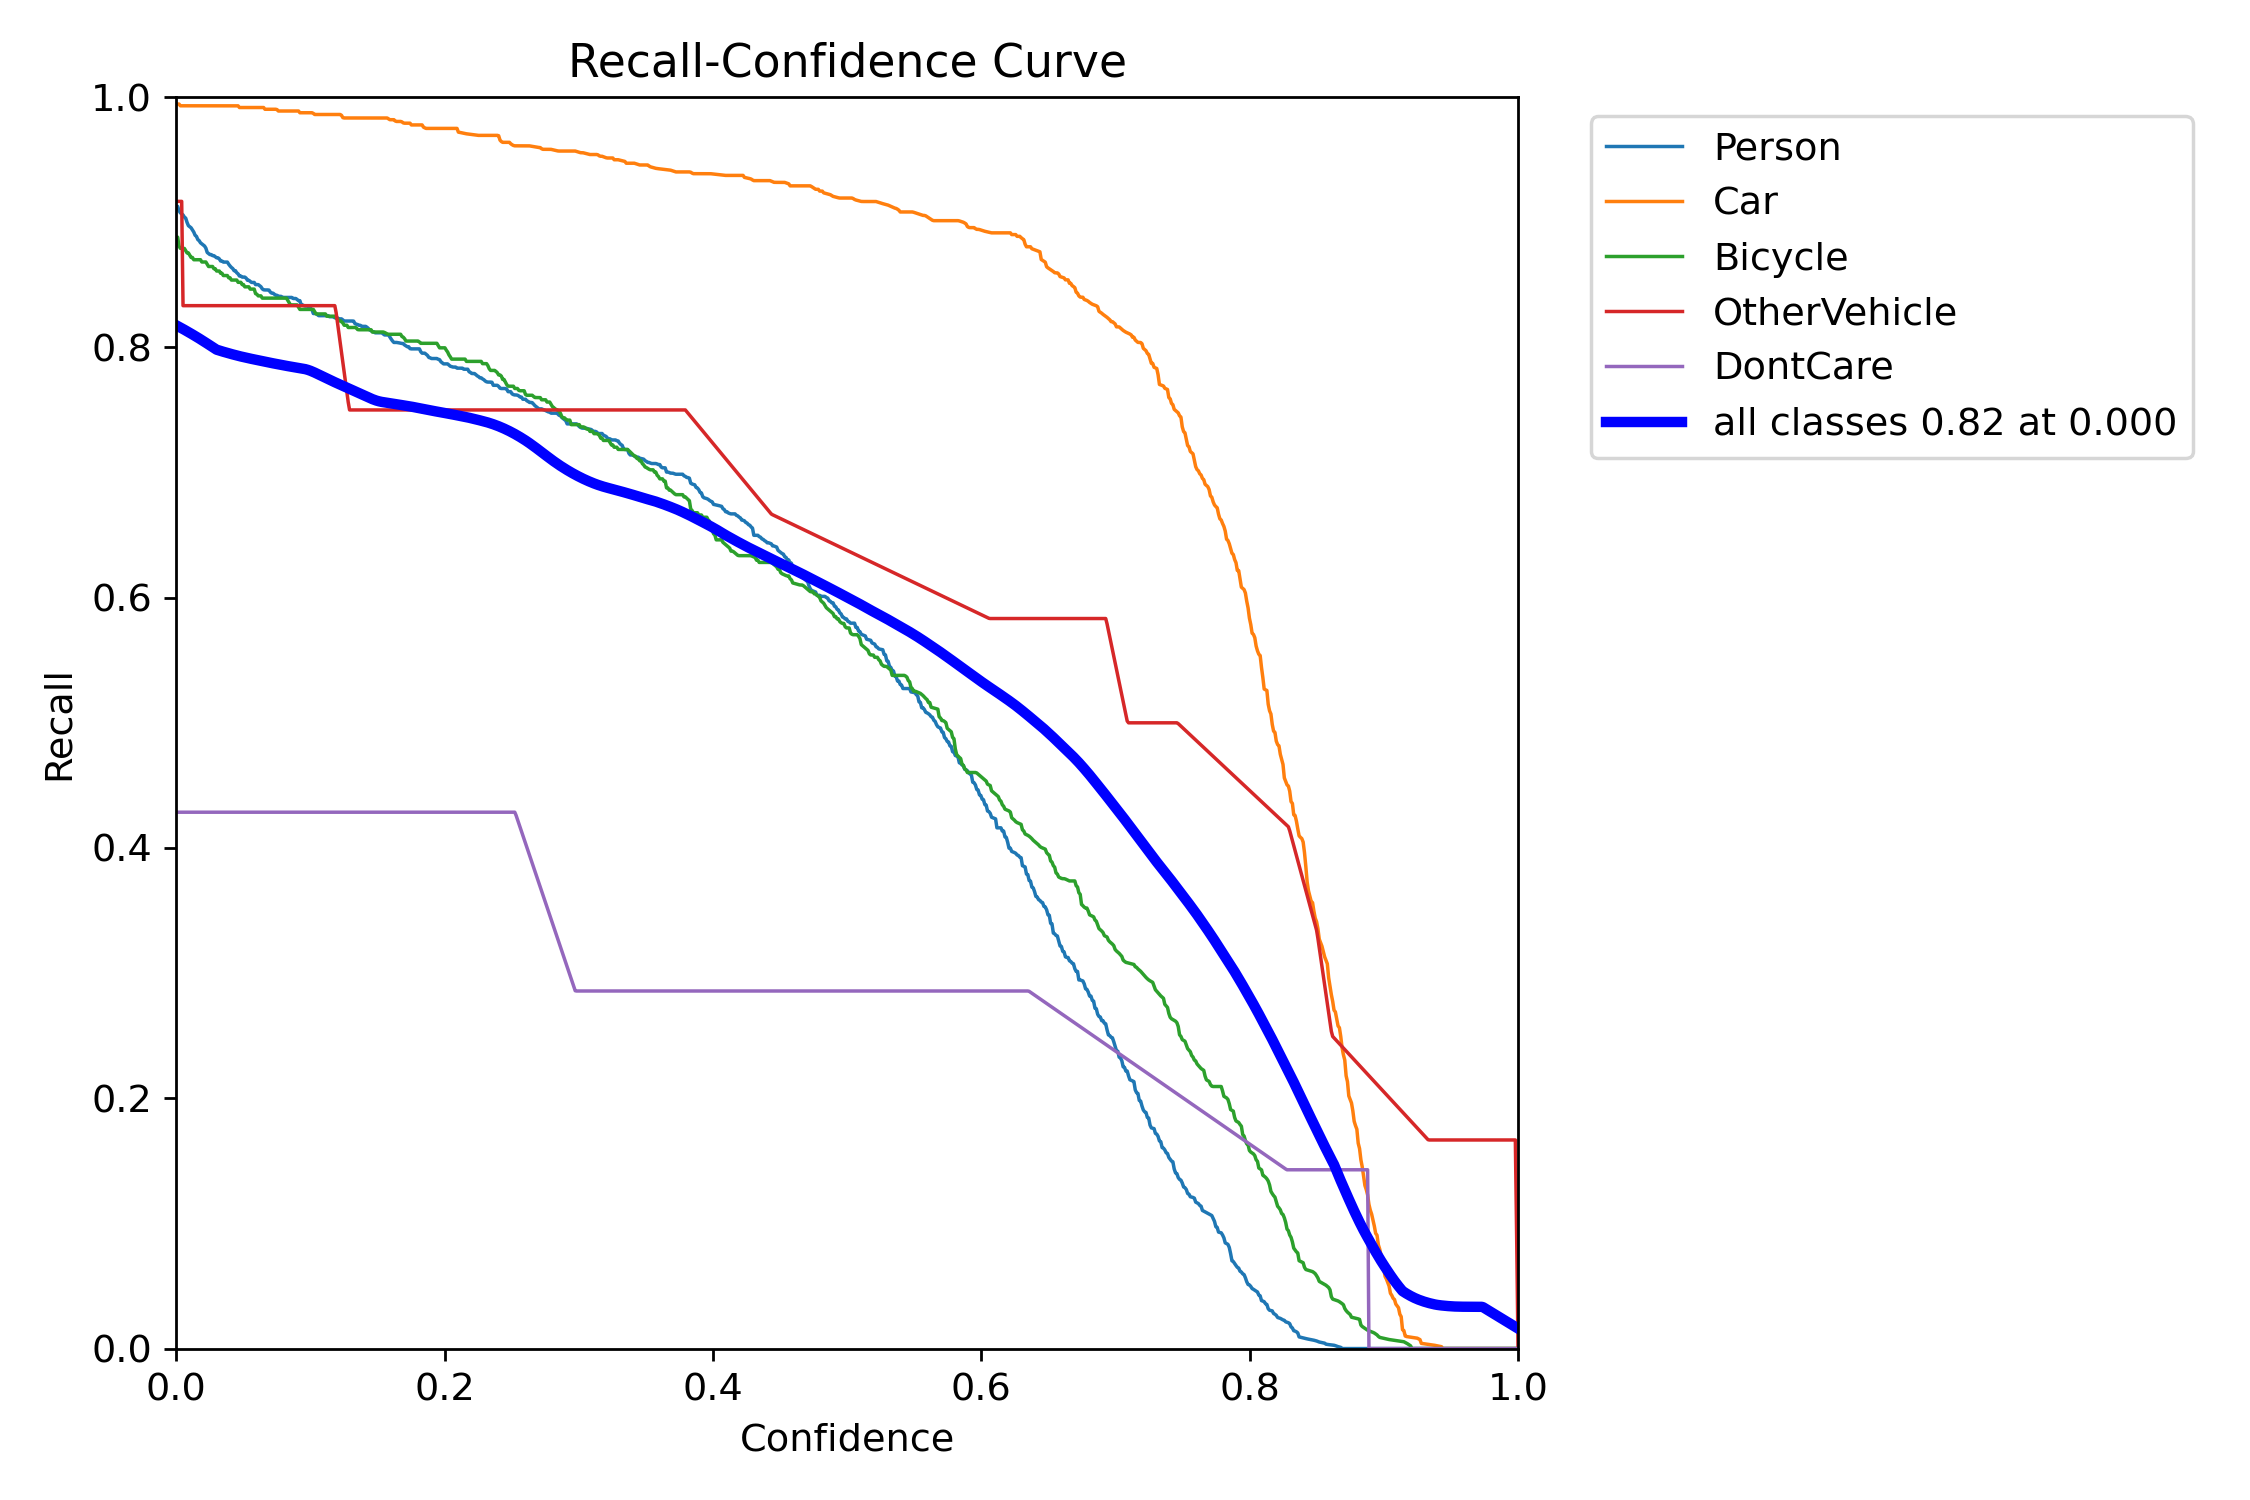 Recall-Confidence Curve
1.0
0.8
0.6
0.4
0.2
0.0
Recall
0.0 0.2 0.4 0.6 0.8 1.0
Confidence
Person
Car
Bicycle
OtherVehicle
DontCare
all classes 0.82 at 0.000